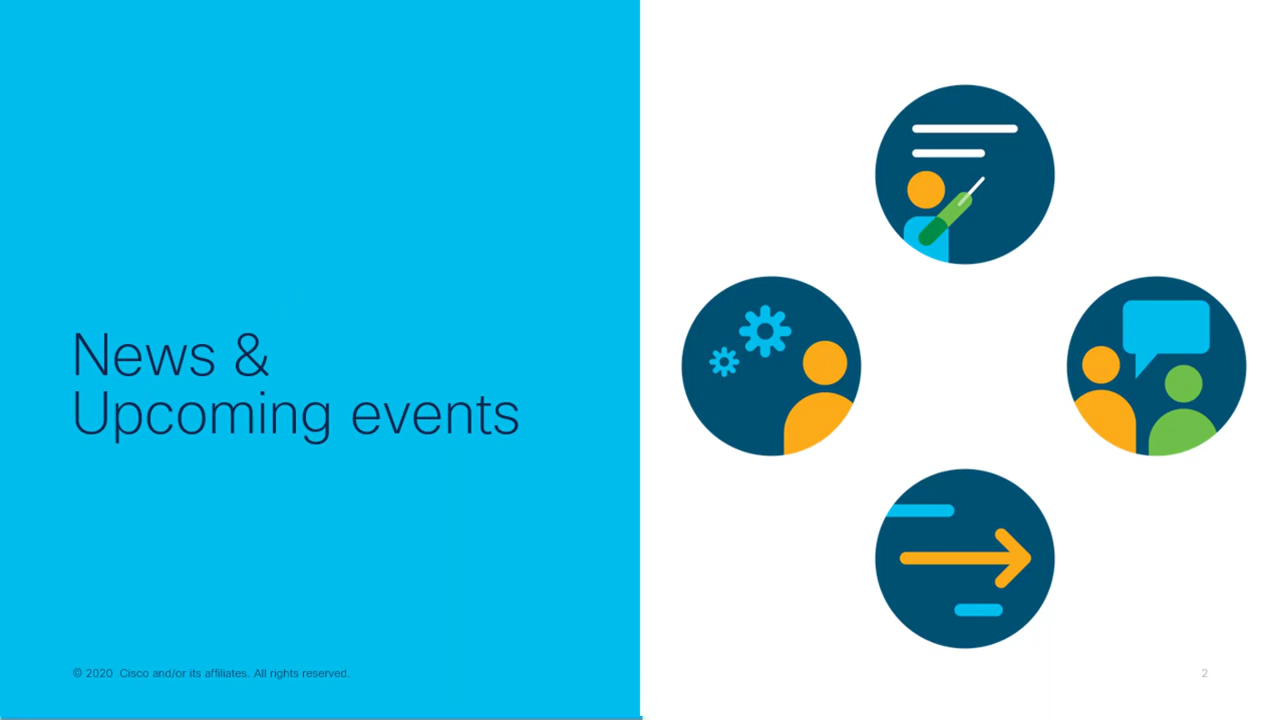 News &
Upcoming events
© 2020 Cisco and/or its affiliates. All rights reserved.
2